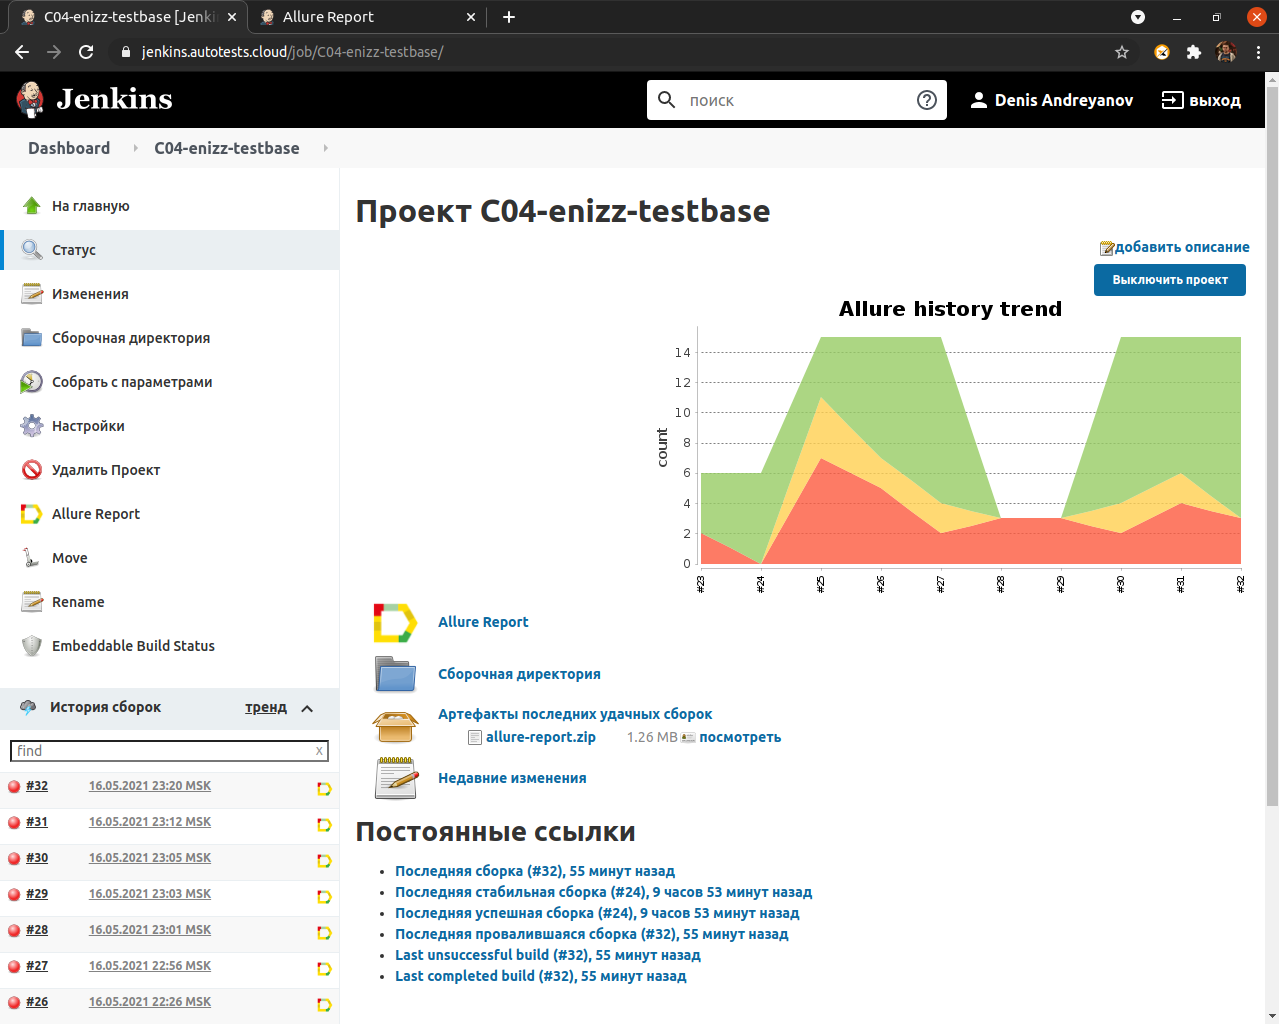 C04-enizz-testbase [Jenki
Allure Report
jenkins.autotests.cloud/job/C04-enizz-testbase/
Jenkins
поиск
Denis Andreyanov
выход
Dashboard
C04-enizz-testbase
На главную
Статус
Изменения
Сборочная директория
Собрать с параметрами
Настройки
Удалить Проект
Allure Report
Move
Rename
Embeddable Build Status
История сборок
тренд
find
x
#32 16.05.2021 23:20 MSK
#31 16.05.2021 23:12 MSK
#30 16.05.2021 23:05 MSK
#29 16.05.2021 23:03 MSK
#28 16.05.2021 23:01 MSK
#27 16.05.2021 22:56 MSK
#26 16.05.2021 22:26 MSK
Проект C04-enizz-testbase
добавить описание
Выключить проект
Allure history trend
count
14
12
10
8
6
4
2
0
#23 #24 #25 #26 #27 #28 #29 #30 #31 #32
Allure Report
Сборочная директория
Артефакты последних удачных сборок
allure-report.zip 1.26 MB посмотреть
Недавние изменения
Постоянные ссылки
Последняя сборка (#32), 55 минут назад
Последняя стабильная сборка (#24), 9 часов 53 минут назад
Последняя успешная сборка (#24), 9 часов 53 минут назад
Последняя провалившаяся сборка (#32), 55 минут назад
Last unsuccessful build (#32), 55 минут назад
Last completed build (#32), 55 минут назад